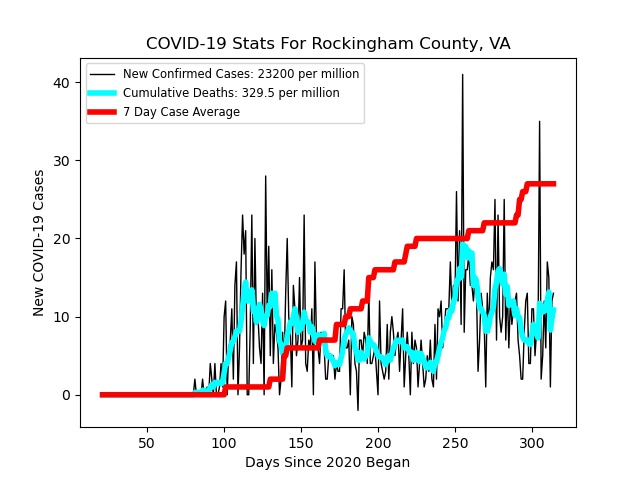 COVID-19 Stats For Rockingham County, VA
New Confirmed Cases: 23200 per million
Cumulative Deaths: 329.5 per million
7 Day Case Average
New COVID-19 Cases
40
30
20
10
0
50 100 150 200 250 300
Days Since 2020 Began